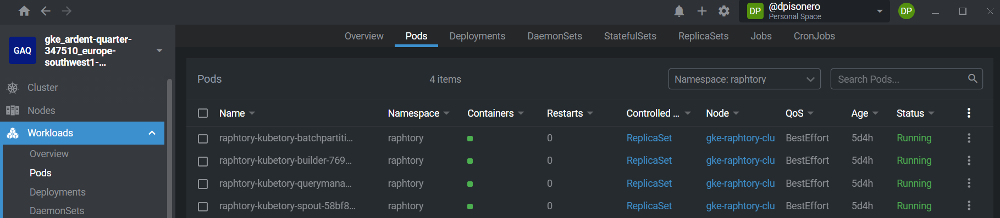 DP @dpisonero DP
Personal Space
GAQ
gke_ardent-quarter-
347510_europe-
southwest1-...
Overview Pods Deployments DaemonSets StatefulSets ReplicaSets Jobs CronJobs
Cluster
Nodes
Workloads
Overview
Pods
Deployments
DaemonSets
Pods 4 items Namespace: raphtory Search Pods...
Name Namespace Containers Restarts Controlled ... Node QoS Age Status
raphtory-kubetory-batchpartiti... raphtory 0 ReplicaSet gke-raphtory-clu BestEffort 5d4h Running
raphtory-kubetory-builder-769... raphtory 0 ReplicaSet gke-raphtory-clu BestEffort 5d4h Running
raphtory-kubetory-querymana... raphtory 0 ReplicaSet gke-raphtory-clu BestEffort 5d4h Running
raphtory-kubetory-spout-58bf8... raphtory 0 ReplicaSet gke-raphtory-clu BestEffort 5d4h Running